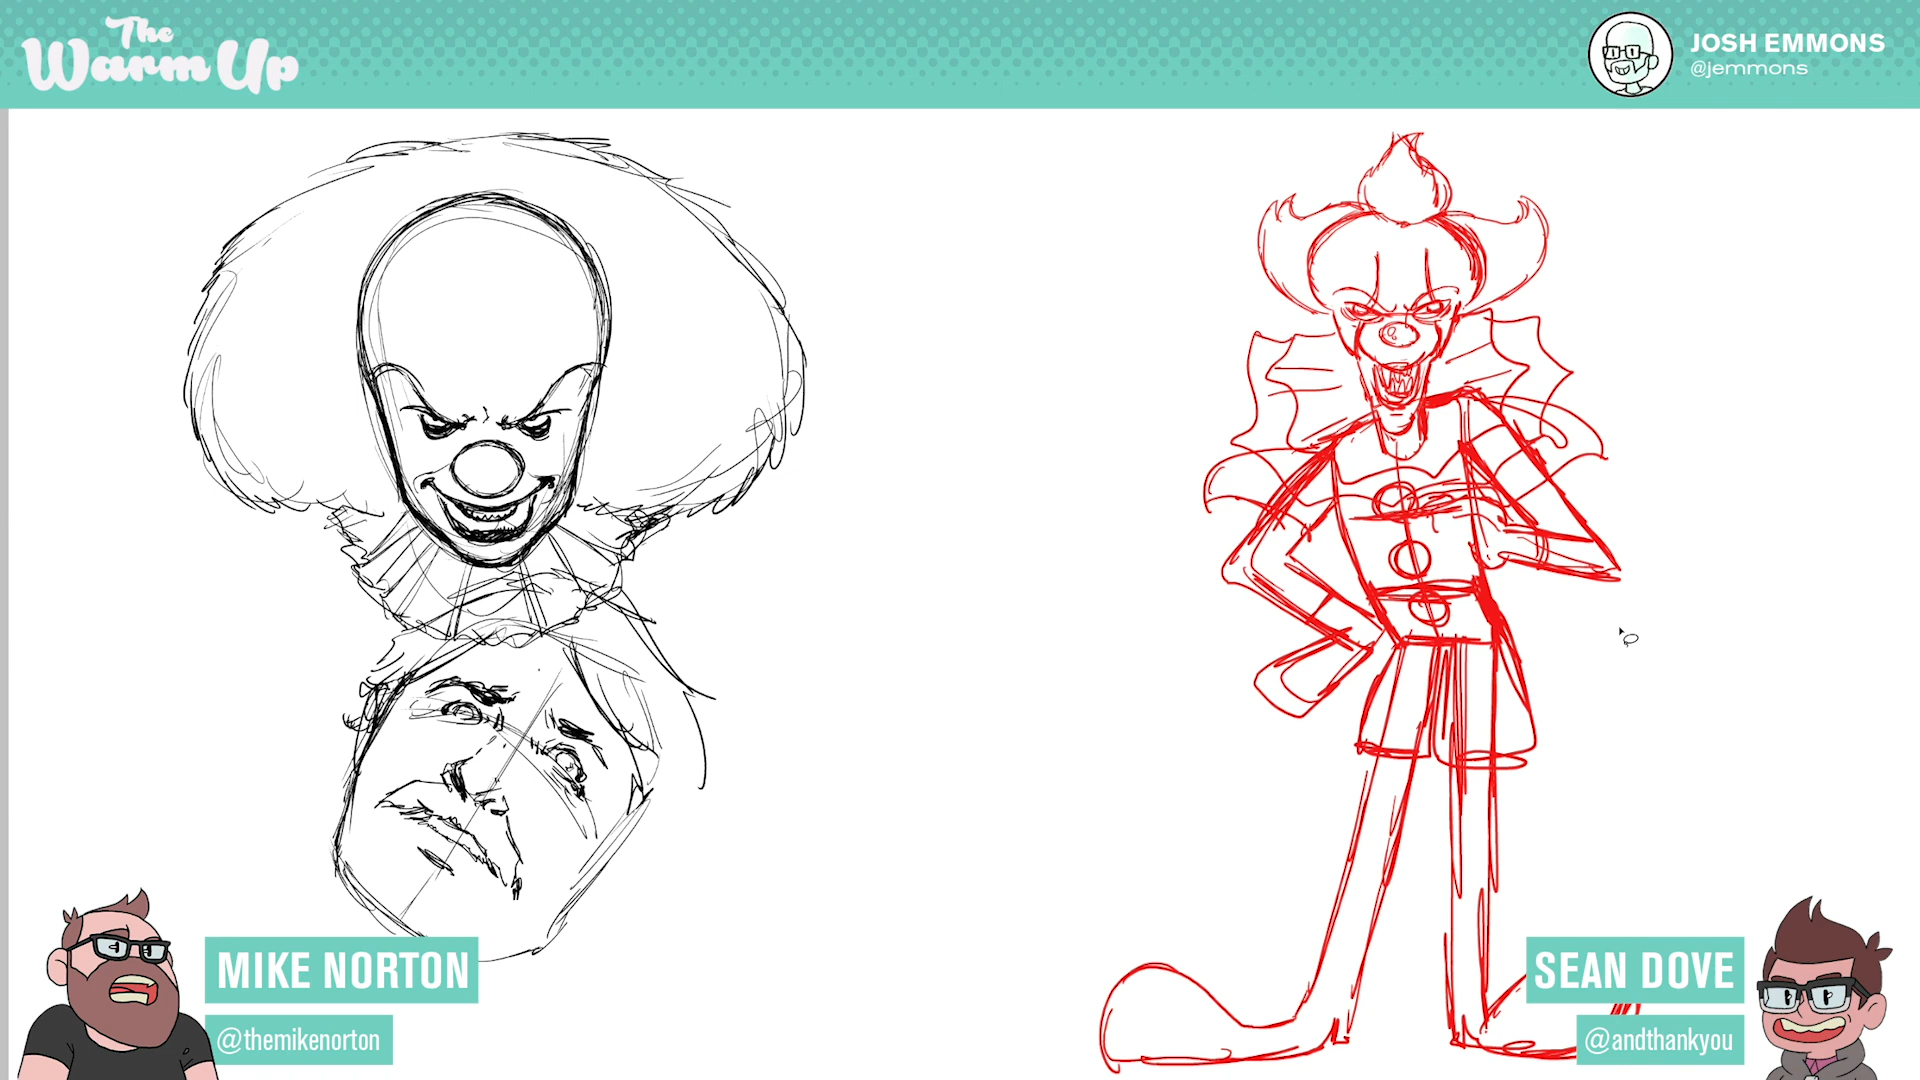 The
Warm Up
JOSH EMMONS
@jemmons
MIKE NORTON
@themikenorton
SEAN DOVE
@andthankyou